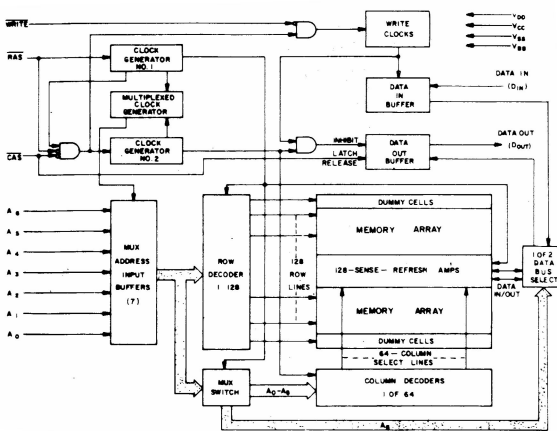 WRITE
WRITE
CLOCKS
VDD
VCC
VSS
VBB
RAS
CLOCK
GENERATOR
NO. 1
MULTIPLEXED
CLOCK
GENERATOR
DATA
IN
BUFFER
DATA IN
(DIN)
CAS
CLOCK
GENERATOR
NO. 2
INHIBIT
LATCH
RELEASE
DATA
OUT
BUFFER
DATA OUT
(DOUT)
A6
A5
A4
A3
A2
A1
A0
MUX
ADDRESS
INPUT
BUFFERS
(7)
ROW
DECODER
1 128
128
ROW
LINES
DUMMY CELLS
MEMORY ARRAY
128-SENSE-REFRESH AMPS
MEMORY ARRAY
DUMMY CELLS
1 OF 2
DATA
BUS
SELECT
DATA
IN/OUT
64-COLUMN
SELECT LINES
MUX
SWITCH
A0-A6
COLUMN DECODERS
1 OF 64
A6